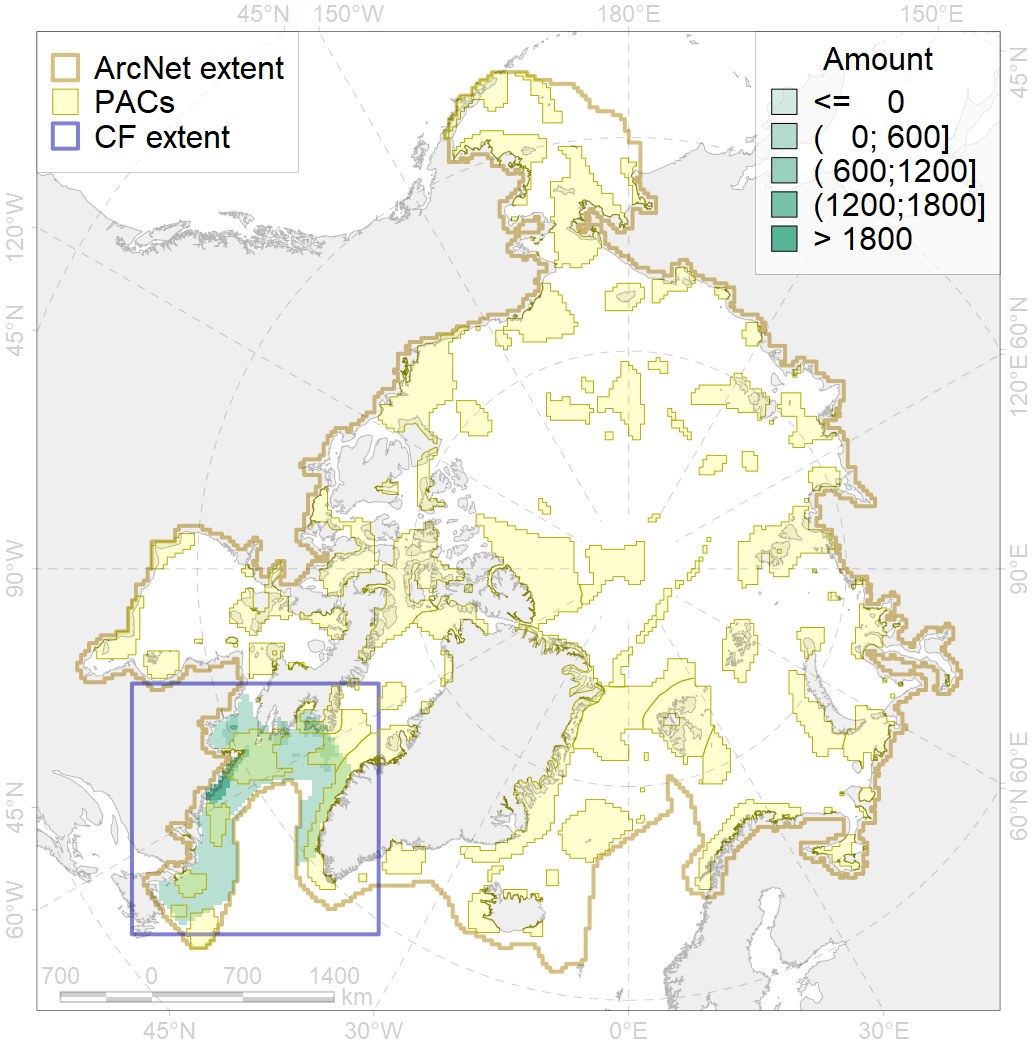 45°N 150°W 180°E 150°E
ArcNet extent
PACs
CF extent
Amount
<= 0
( 0; 600]
( 600;1200]
(1200;1800]
> 1800
45°N
120°W
45°N
90°W
45°N
60°W
60°N
120°E
90°E
60°E
60°N
700 0 700 1400
km
45°W 30°W 0°E 30°E